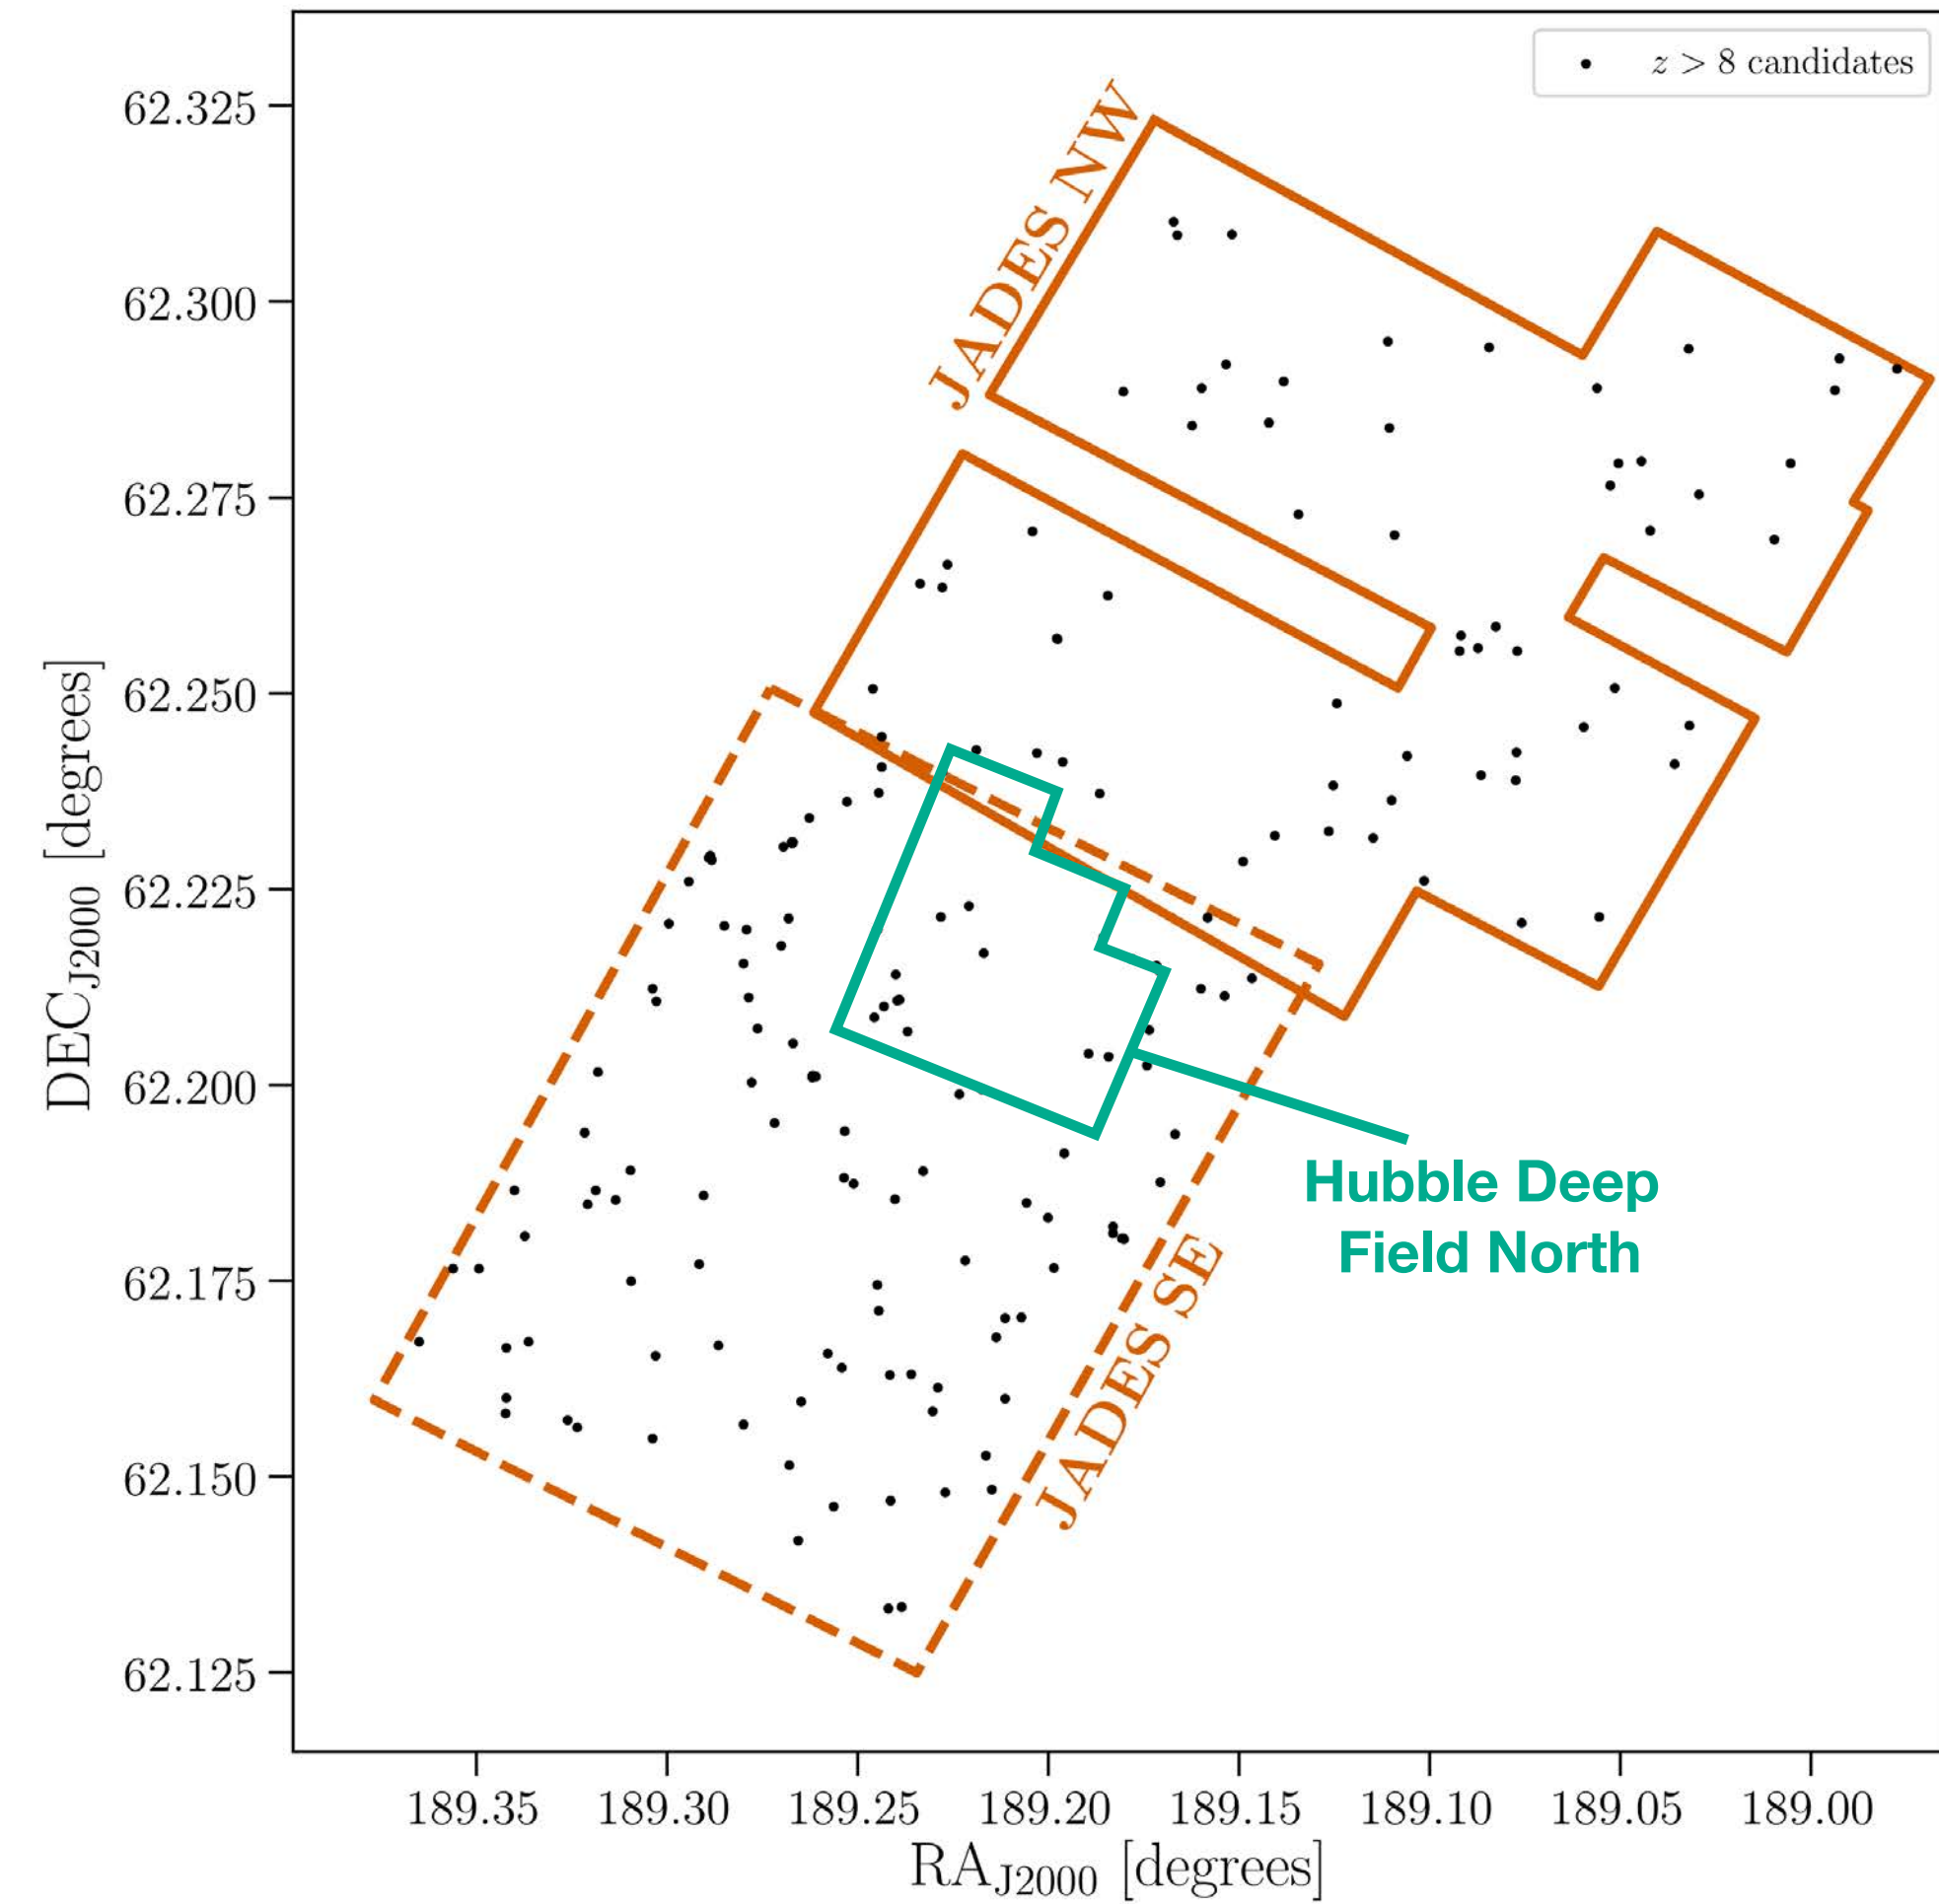 z > 8 candidates
JADES NW
62.325
62.300
62.275
62.250
62.225
62.200
62.175
62.150
62.125
DEC_J2000 [degrees]
Hubble Deep
Field North
JADES SE
189.35 189.30 189.25 189.20 189.15 189.10 189.05 189.00
RA_J2000 [degrees]